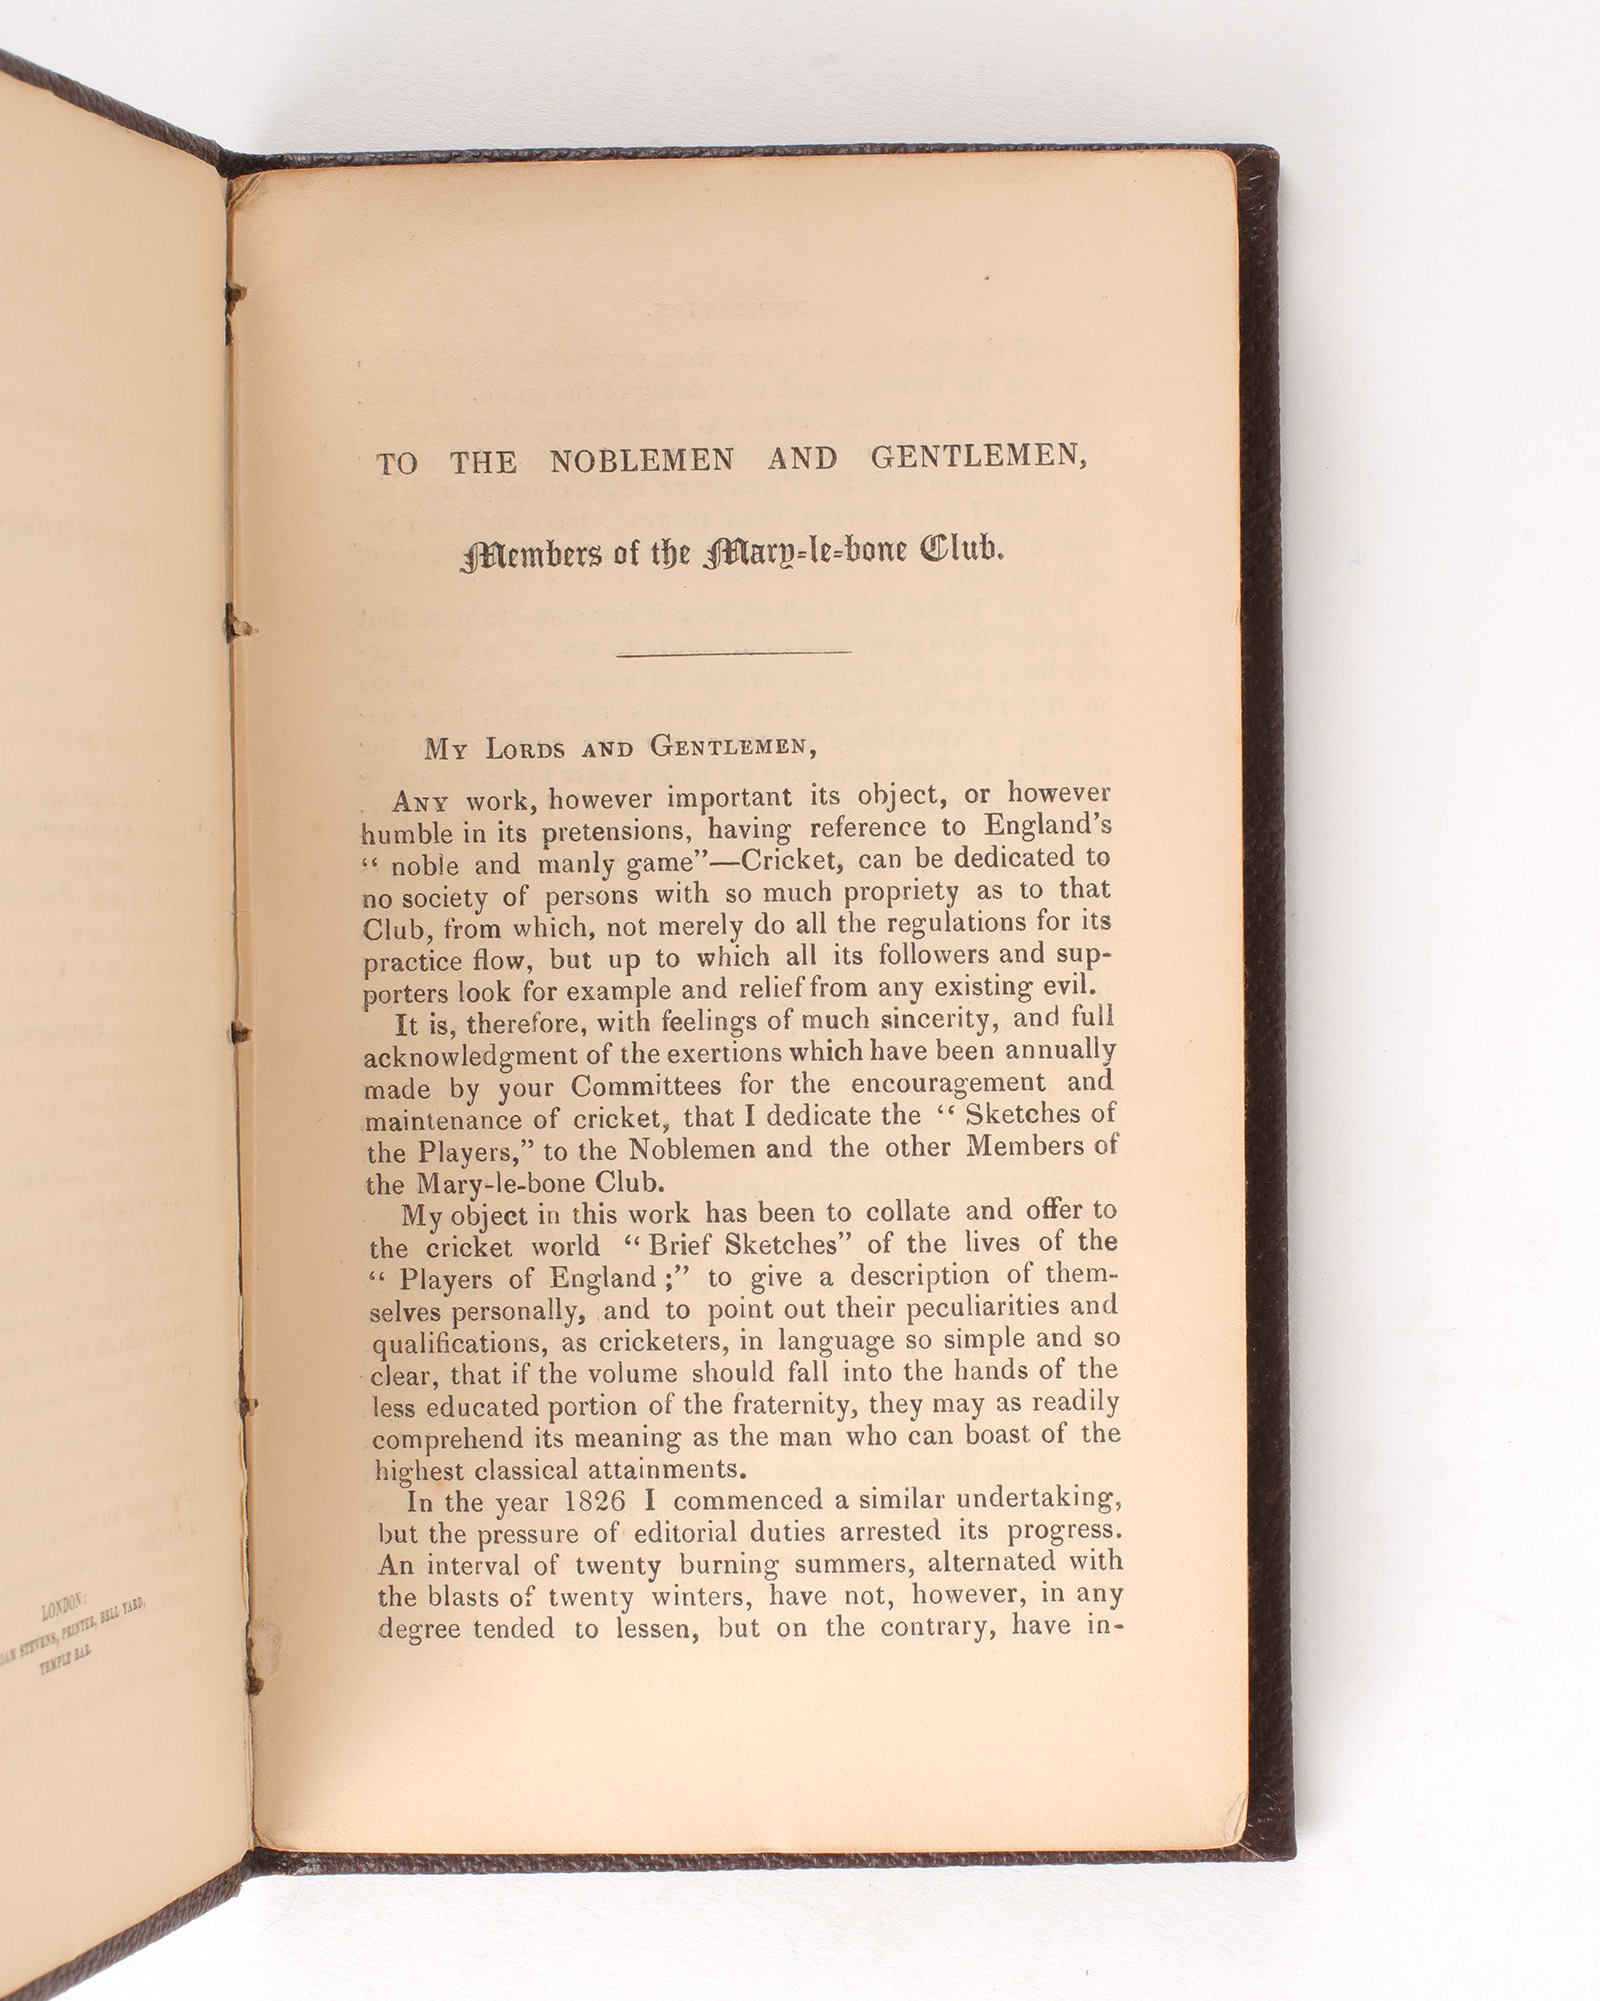 LONDON:
STEVENS, PRINTER, BELL YARD,
TEMPLE BAR.
TO THE NOBLEMEN AND GENTLEMEN,
Members of the Mary-le-bone Club.
MY LORDS AND GENTLEMEN,
ANY work, however important its object, or however
humble in its pretensions, having reference to England's
“ noble and manly game”—Cricket, can be dedicated to
no society of persons with so much propriety as to that
Club, from which, not merely do all the regulations for its
practice flow, but up to which all its followers and sup-
porters look for example and relief from any existing evil.
It is, therefore, with feelings of much sincerity, and full
acknowledgment of the exertions which have been annually
made by your Committees for the encouragement and
maintenance of cricket, that I dedicate the “ Sketches of
the Players,” to the Noblemen and the other Members of
the Mary-le-bone Club.
My object in this work has been to collate and offer to
the cricket world “ Brief Sketches” of the lives of the
“ Players of England ;” to give a description of them-
selves personally, and to point out their peculiarities and
qualifications, as cricketers, in language so simple and so
clear, that if the volume should fall into the hands of the
less educated portion of the fraternity, they may as readily
comprehend its meaning as the man who can boast of the
highest classical attainments.
In the year 1826 I commenced a similar undertaking,
but the pressure of editorial duties arrested its progress.
An interval of twenty burning summers, alternated with
the blasts of twenty winters, have not, however, in any
degree tended to lessen, but on the contrary, have in-